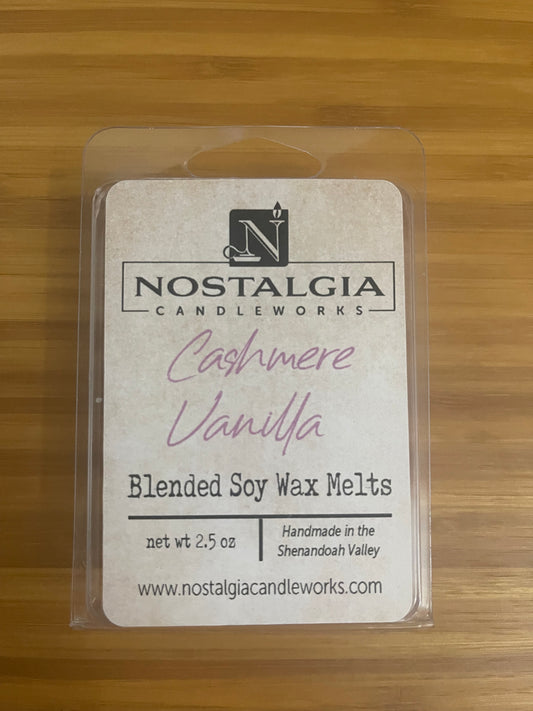 N
NOSTALGIA
CANDLEWORKS
Cashmere
Vanilla
Blended Soy Wax Melts
net wt 2.5 oz
Handmade in the
Shenandoah Valley
www.nostalgiacandleworks.com